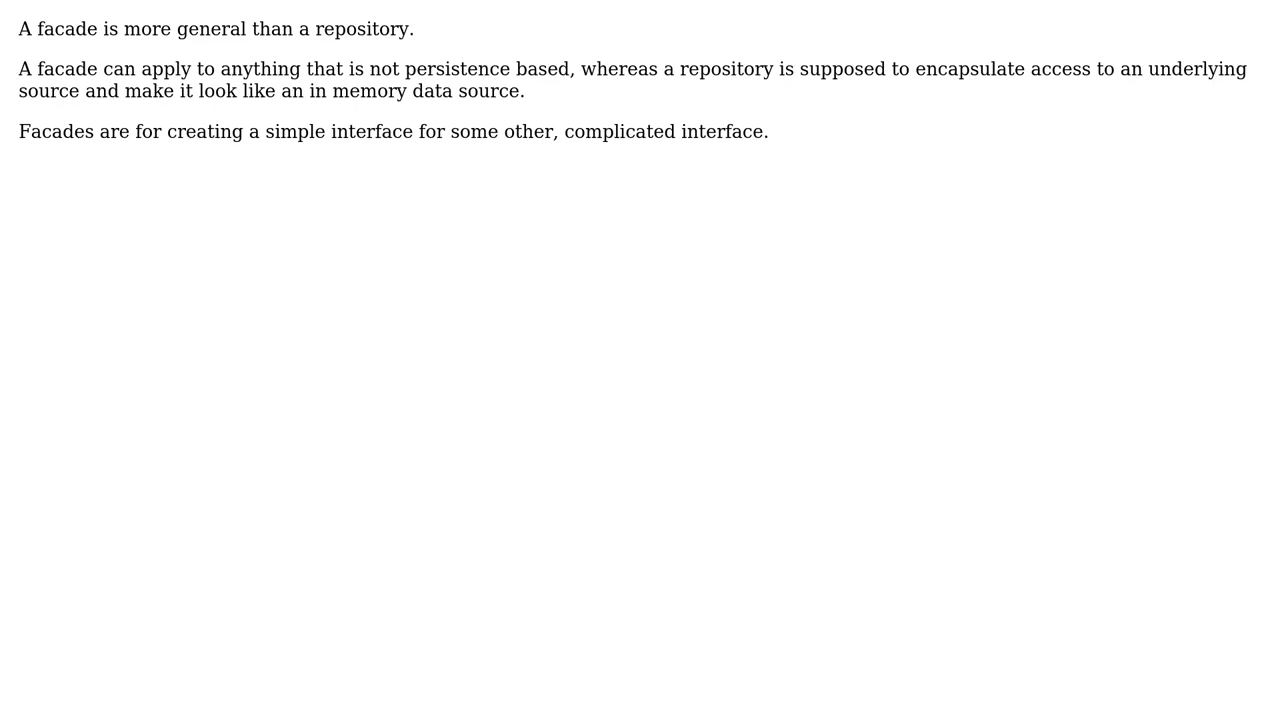 A facade is more general than a repository.
A facade can apply to anything that is not persistence based, whereas a repository is supposed to encapsulate access to an underlying
source and make it look like an in memory data source.
Facades are for creating a simple interface for some other, complicated interface.